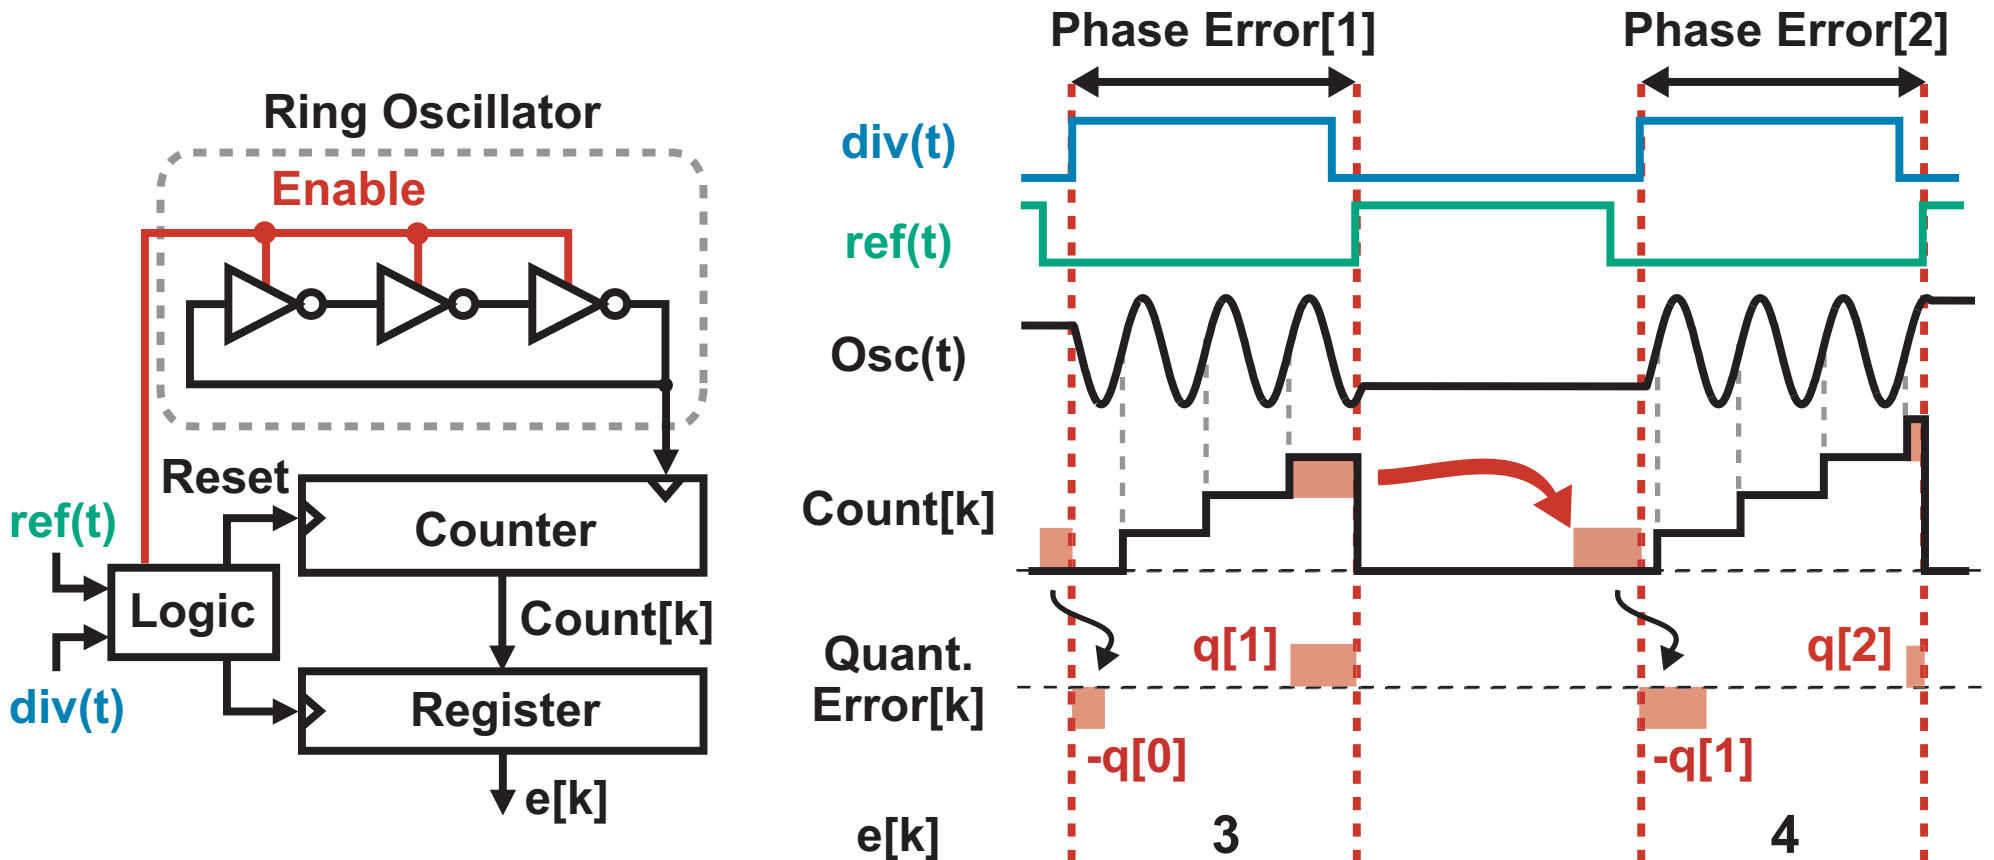 Ring Oscillator
Enable
Reset
ref(t)
Logic
div(t)
Counter
Count[k]
Register
e[k]
Phase Error[1]
Phase Error[2]
div(t)
ref(t)
Osc(t)
Count[k]
Quant.
Error[k]
q[1]
q[2]
-q[0]
-q[1]
e[k]
3
4